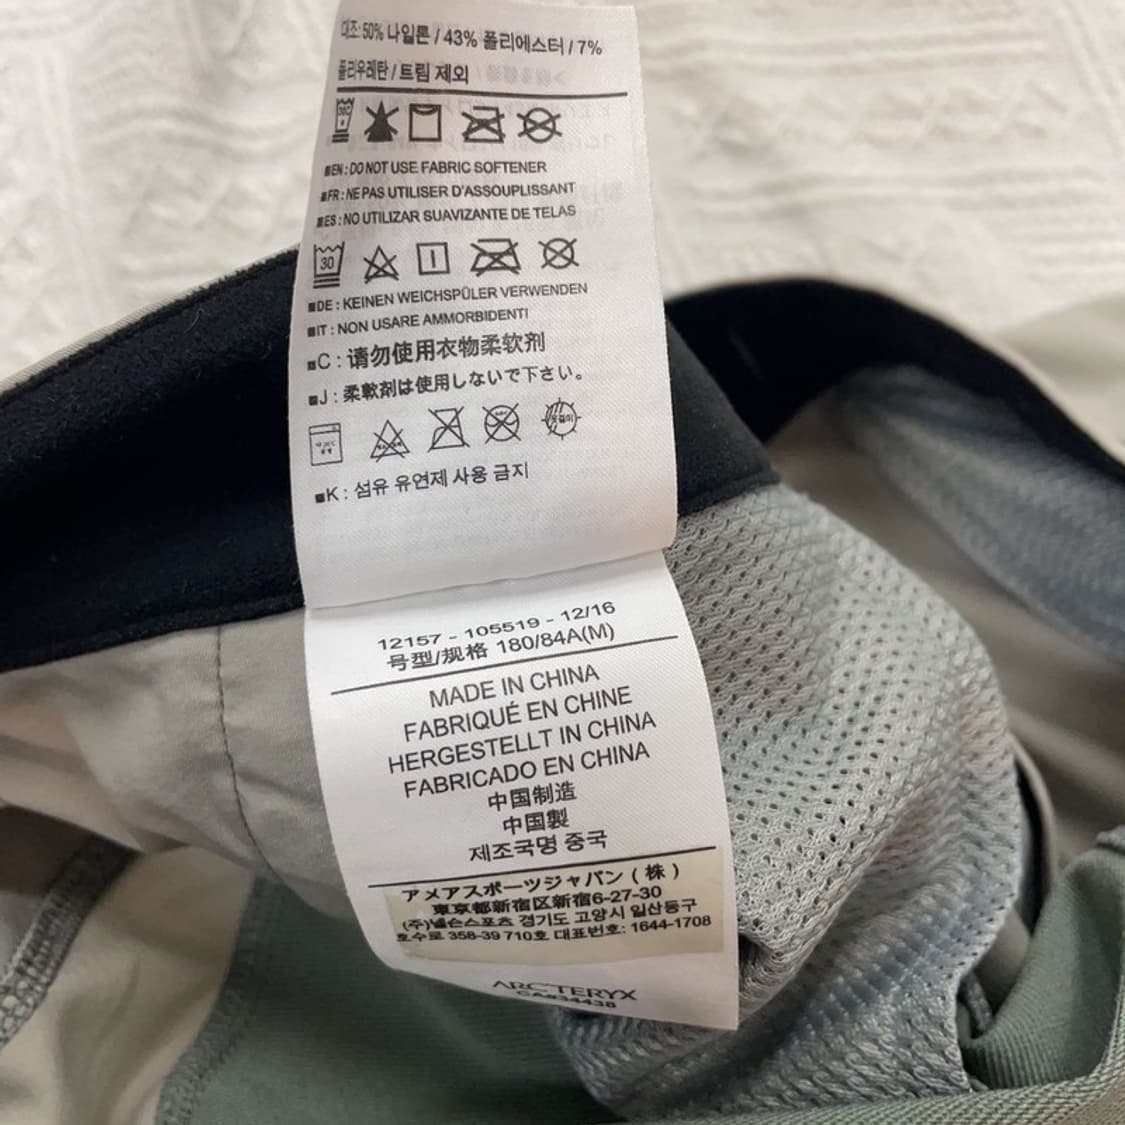 대조: 50% 나일론 / 43% 폴리에스터 / 7%
폴리우레탄 / 트림 제외
■EN : DO NOT USE FABRIC SOFTENER
■FR : NE PAS UTILISER D'ASSOUPLISSANT
■ES : NO UTILIZAR SUAVIZANTE DE TELAS
30
■DE : KEINEN WEICHSPÜLER VERWENDEN
■IT : NON USARE AMMORBIDENTI
■C : 请勿使用衣物柔软剂
■J : 柔軟剤は使用しないで下さい。
■K : 섬유 유연제 사용 금지
12157 - 105519 - 12/16
号型/规格 180/84A(M)
MADE IN CHINA
FABRIQUÉ EN CHINE
HERGESTELLT IN CHINA
FABRICADO EN CHINA
中国制造
中国製
제조국명 중국
アメアスポーツジャパン ( 株 )
東京都新宿区新宿6-27-30
(주)넬슨스포츠 경기도 고양시 일산동구
호수로 358-39 710호 대표번호: 1644-1708
ARC'TERYX